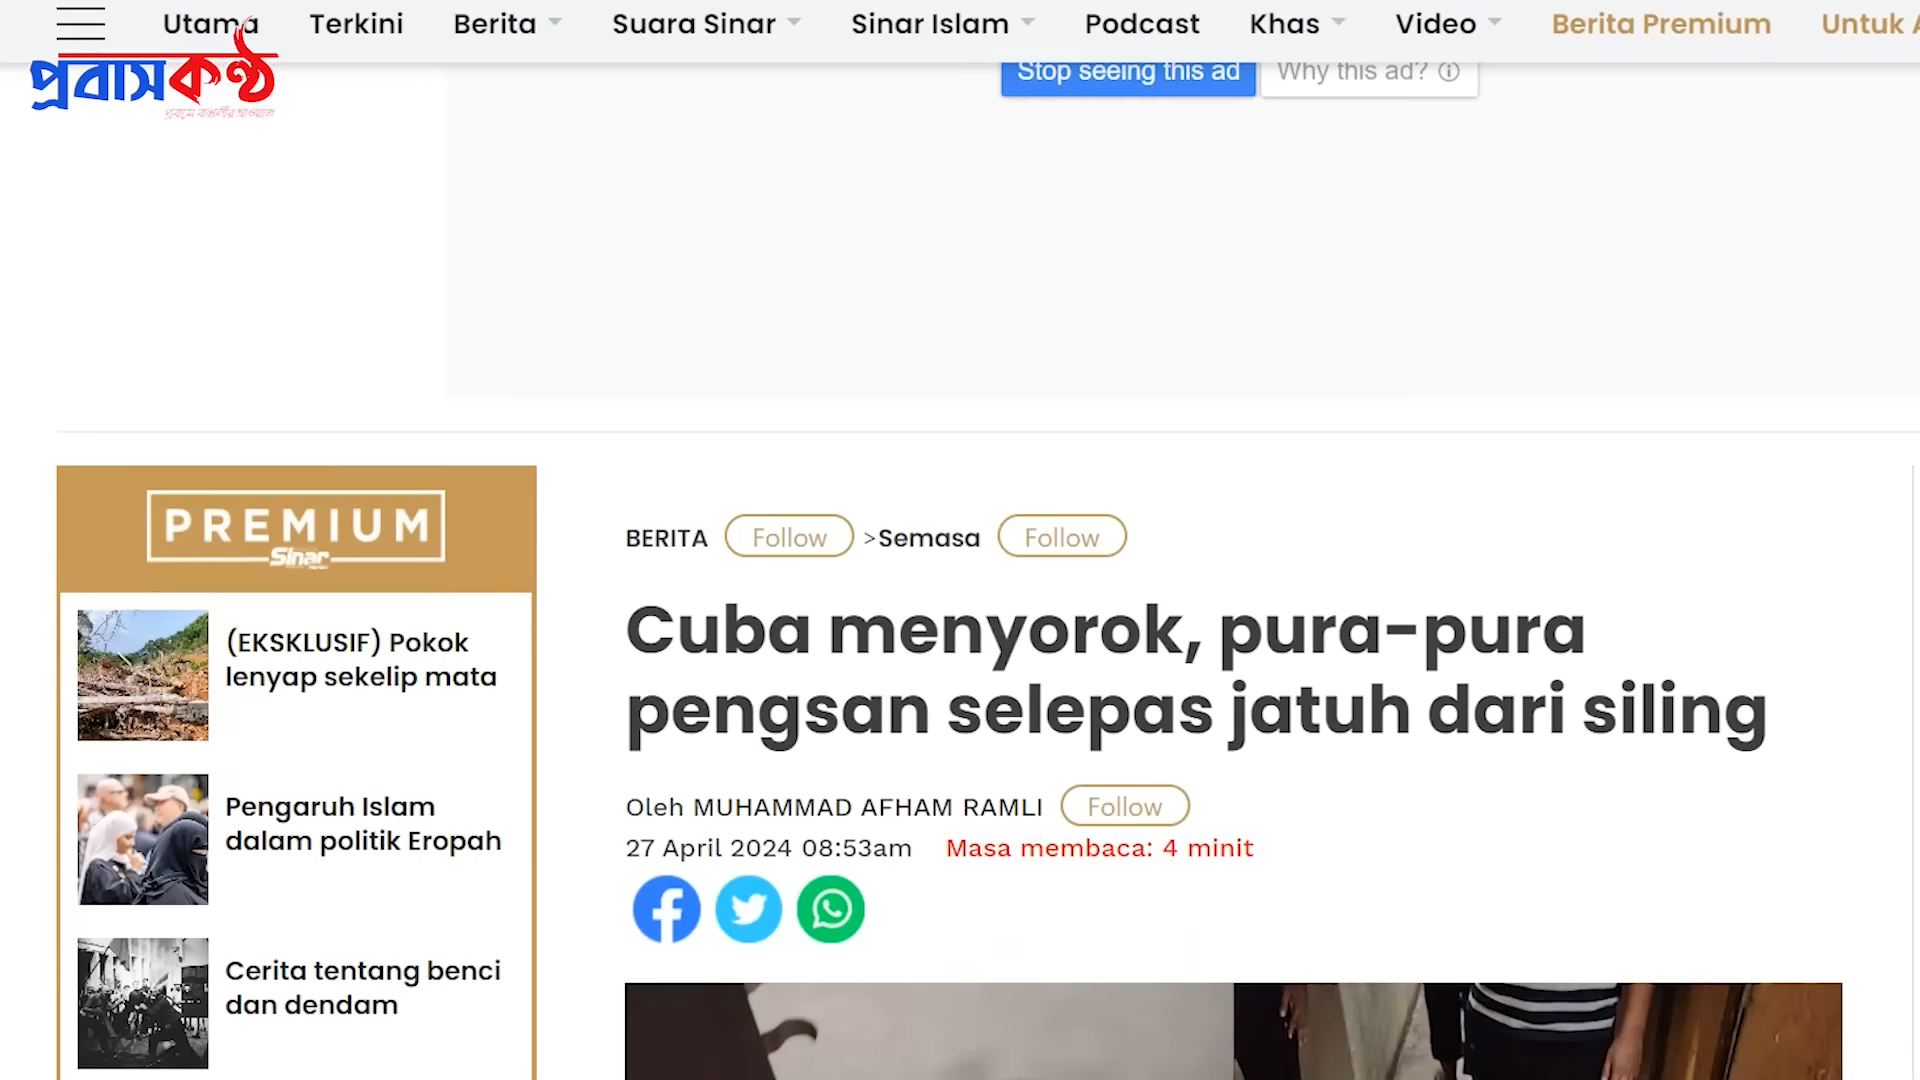 Utama Terkini Berita Suara Sinar Sinar Islam Podcast Khas Video Berita Premium Untuk
প্রবাসকণ্ঠ
প্রবাসে বাঙ্গালীর আওয়াজ
Stop seeing this ad Why this ad?
PREMIUM
Sinar
(EKSKLUSIF) Pokok
lenyap sekelip mata
Pengaruh Islam
dalam politik Eropah
Cerita tentang benci
dan dendam
BERITA Follow >Semasa Follow
Cuba menyorok, pura-pura
pengsan selepas jatuh dari siling
Oleh MUHAMMAD AFHAM RAMLI Follow
27 April 2024 08:53am Masa membaca: 4 minit